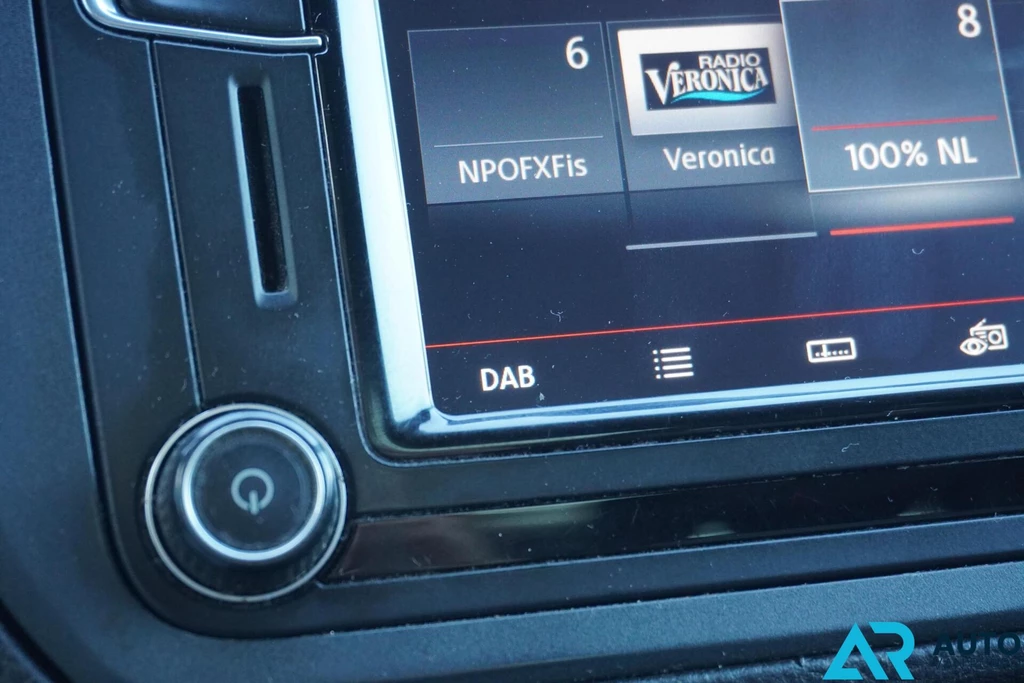 6
8
RADIO
VERONICA
NPOFXFis
Veronica
100% NL
DAB
AR AUTO